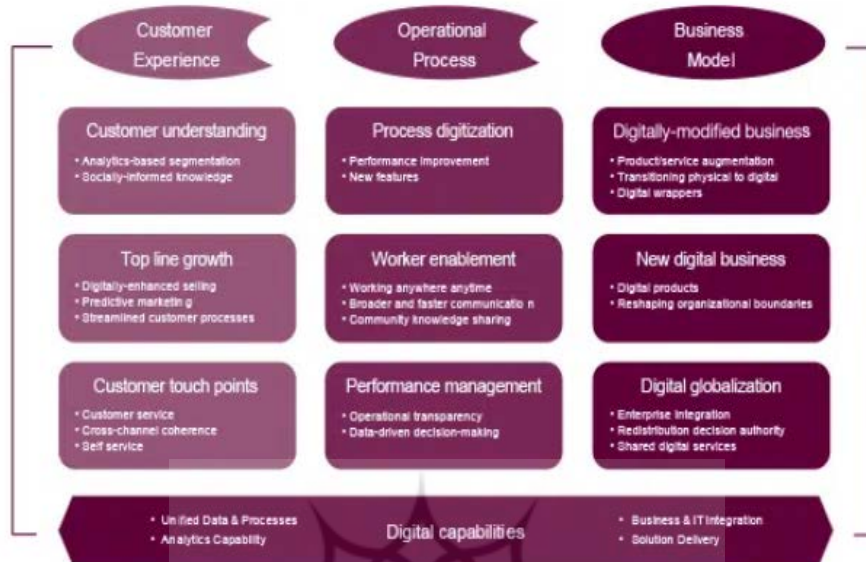 Customer
Experience
Operational
Process
Business
Model
Customer understanding
• Analytics-based segmentation
• Socially-informed knowledge
Process digitization
• Performance improvement
• New features
Digitally-modified business
• Product/service augmentation
• Transitioning physical to digital
• Digital wrappers
Top line growth
• Digitally-enhanced selling
• Predictive marketin g
• Streamlined customer processes
Worker enablement
• Working anywhere anytime
• Broader and faster communicatio n
• Community knowledge sharing
New digital business
• Digital products
• Reshaping organizational boundaries
Customer touch points
• Customer service
• Cross-channel coherence
• Self service
Performance management
• Operational transparency
• Data-driven decision-making
Digital globalization
• Enterprise integration
• Redistribution decision authority
• Shared digital services
• Unified Data & Processes
• Analytics Capability
Digital capabilities
• Business & IT Integration
• Solution Delivery